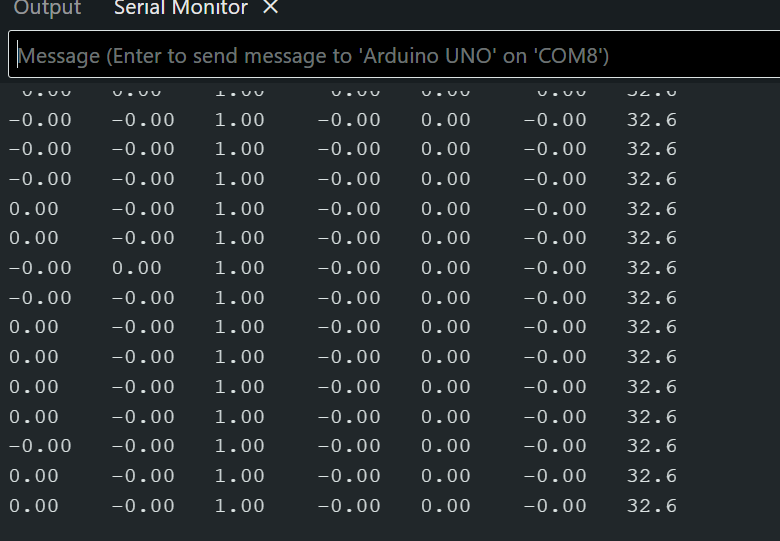 Output Serial Monitor ×
Message (Enter to send message to 'Arduino UNO' on 'COM8')
-0.00 -0.00 1.00 -0.00 0.00 -0.00 32.6
-0.00 -0.00 1.00 -0.00 0.00 -0.00 32.6
-0.00 -0.00 1.00 -0.00 0.00 -0.00 32.6
0.00 -0.00 1.00 -0.00 0.00 -0.00 32.6
0.00 -0.00 1.00 -0.00 0.00 -0.00 32.6
-0.00 0.00 1.00 -0.00 0.00 -0.00 32.6
-0.00 -0.00 1.00 -0.00 0.00 -0.00 32.6
0.00 -0.00 1.00 -0.00 0.00 -0.00 32.6
0.00 -0.00 1.00 -0.00 0.00 -0.00 32.6
0.00 -0.00 1.00 -0.00 0.00 -0.00 32.6
0.00 -0.00 1.00 -0.00 0.00 -0.00 32.6
-0.00 -0.00 1.00 -0.00 0.00 -0.00 32.6
0.00 -0.00 1.00 -0.00 0.00 -0.00 32.6
0.00 -0.00 1.00 -0.00 0.00 -0.00 32.6